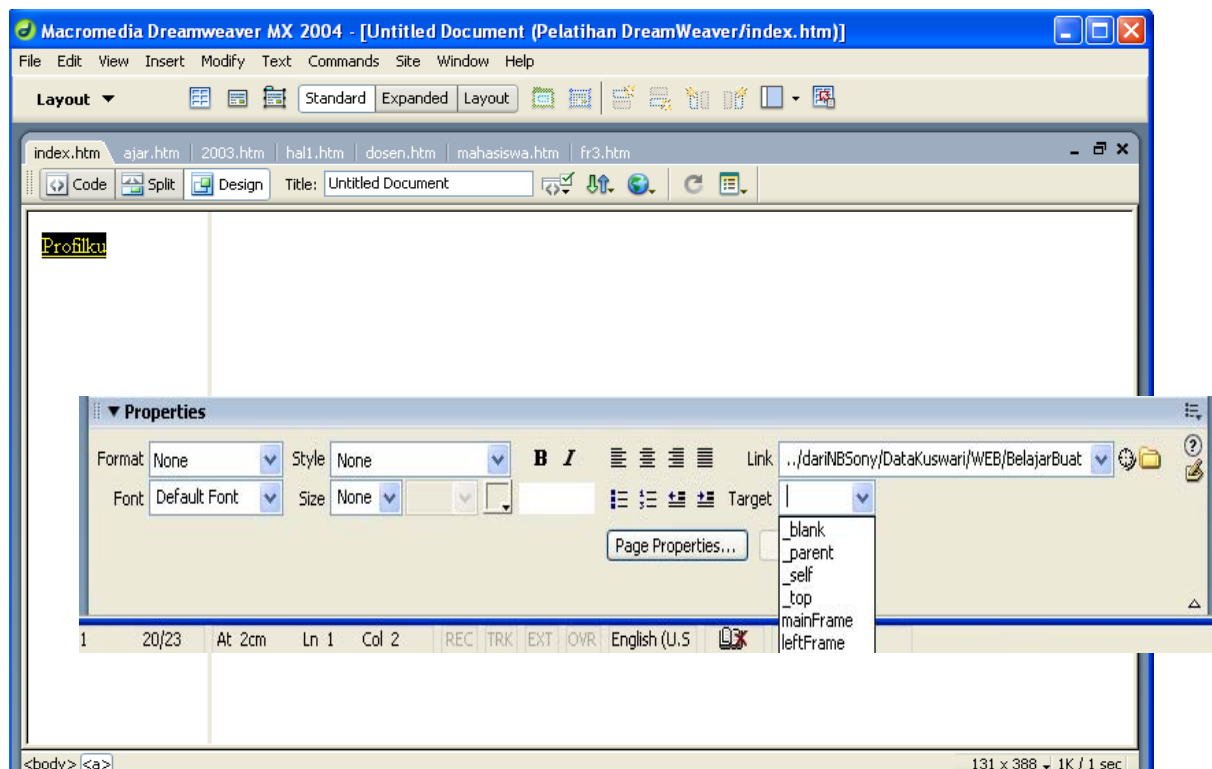 Macromedia Dreamweaver MX 2004 - [Untitled Document (Pelatihan DreamWeaver/index.htm)]
File Edit View Insert Modify Text Commands Site Window Help
Layout Standard Expanded Layout
index.htm ajar.htm 2003.htm hal1.htm dosen.htm mahasiswa.htm fr3.htm
Code Split Design Title: Untitled Document
Profilku
Properties
Format None Style None B I Link ../dariNBSony/DataKuswari/WEB/BelajarBuat
Font Default Font Size None Target
_blank
Page Properties... _parent
_self
_top
mainFrame
1 20/23 At 2cm Ln 1 Col 2 REC TRK EXT OVR English (U.S leftFrame
<body> <a> 131 x 388 1K / 1 sec